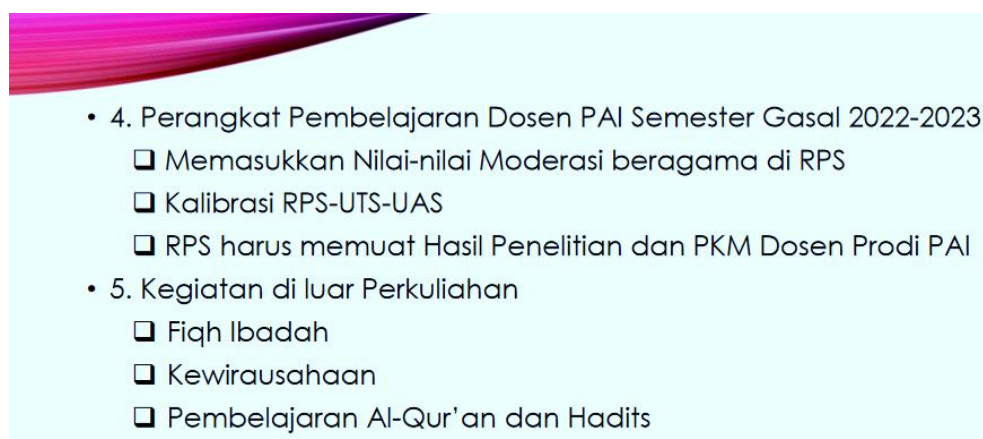 • 4. Perangkat Pembelajaran Dosen PAI Semester Gasal 2022-2023
❑ Memasukkan Nilai-nilai Moderasi beragama di RPS
❑ Kalibrasi RPS-UTS-UAS
❑ RPS harus memuat Hasil Penelitian dan PKM Dosen Prodi PAI
• 5. Kegiatan di luar Perkuliahan
❑ Fiqh Ibadah
❑ Kewirausahaan
❑ Pembelajaran Al-Qur'an dan Hadits